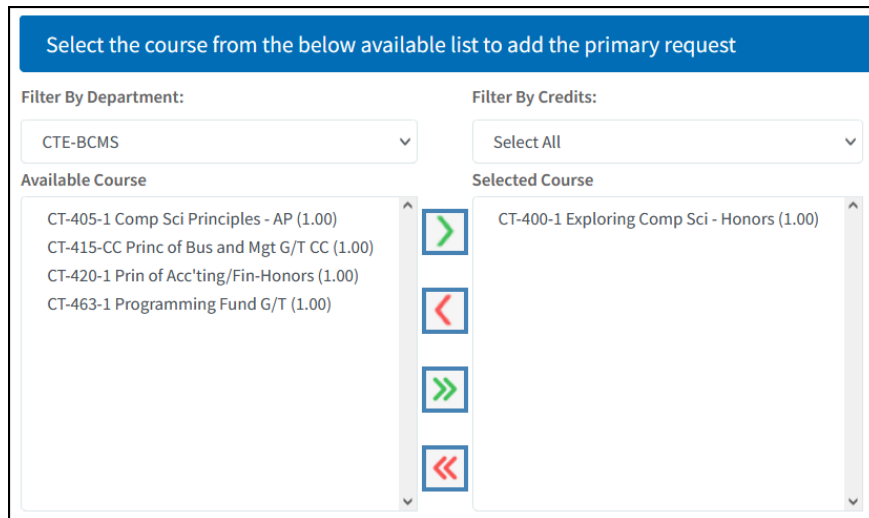 Select the course from the below available list to add the primary request
Filter By Department:
Filter By Credits:
CTE-BCMS
Select All
Available Course
Selected Course
CT-405-1 Comp Sci Principles - AP (1.00)
CT-415-CC Princ of Bus and Mgt G/T CC (1.00)
CT-420-1 Prin of Acc'ting/Fin-Honors (1.00)
CT-463-1 Programming Fund G/T (1.00)
CT-400-1 Exploring Comp Sci - Honors (1.00)